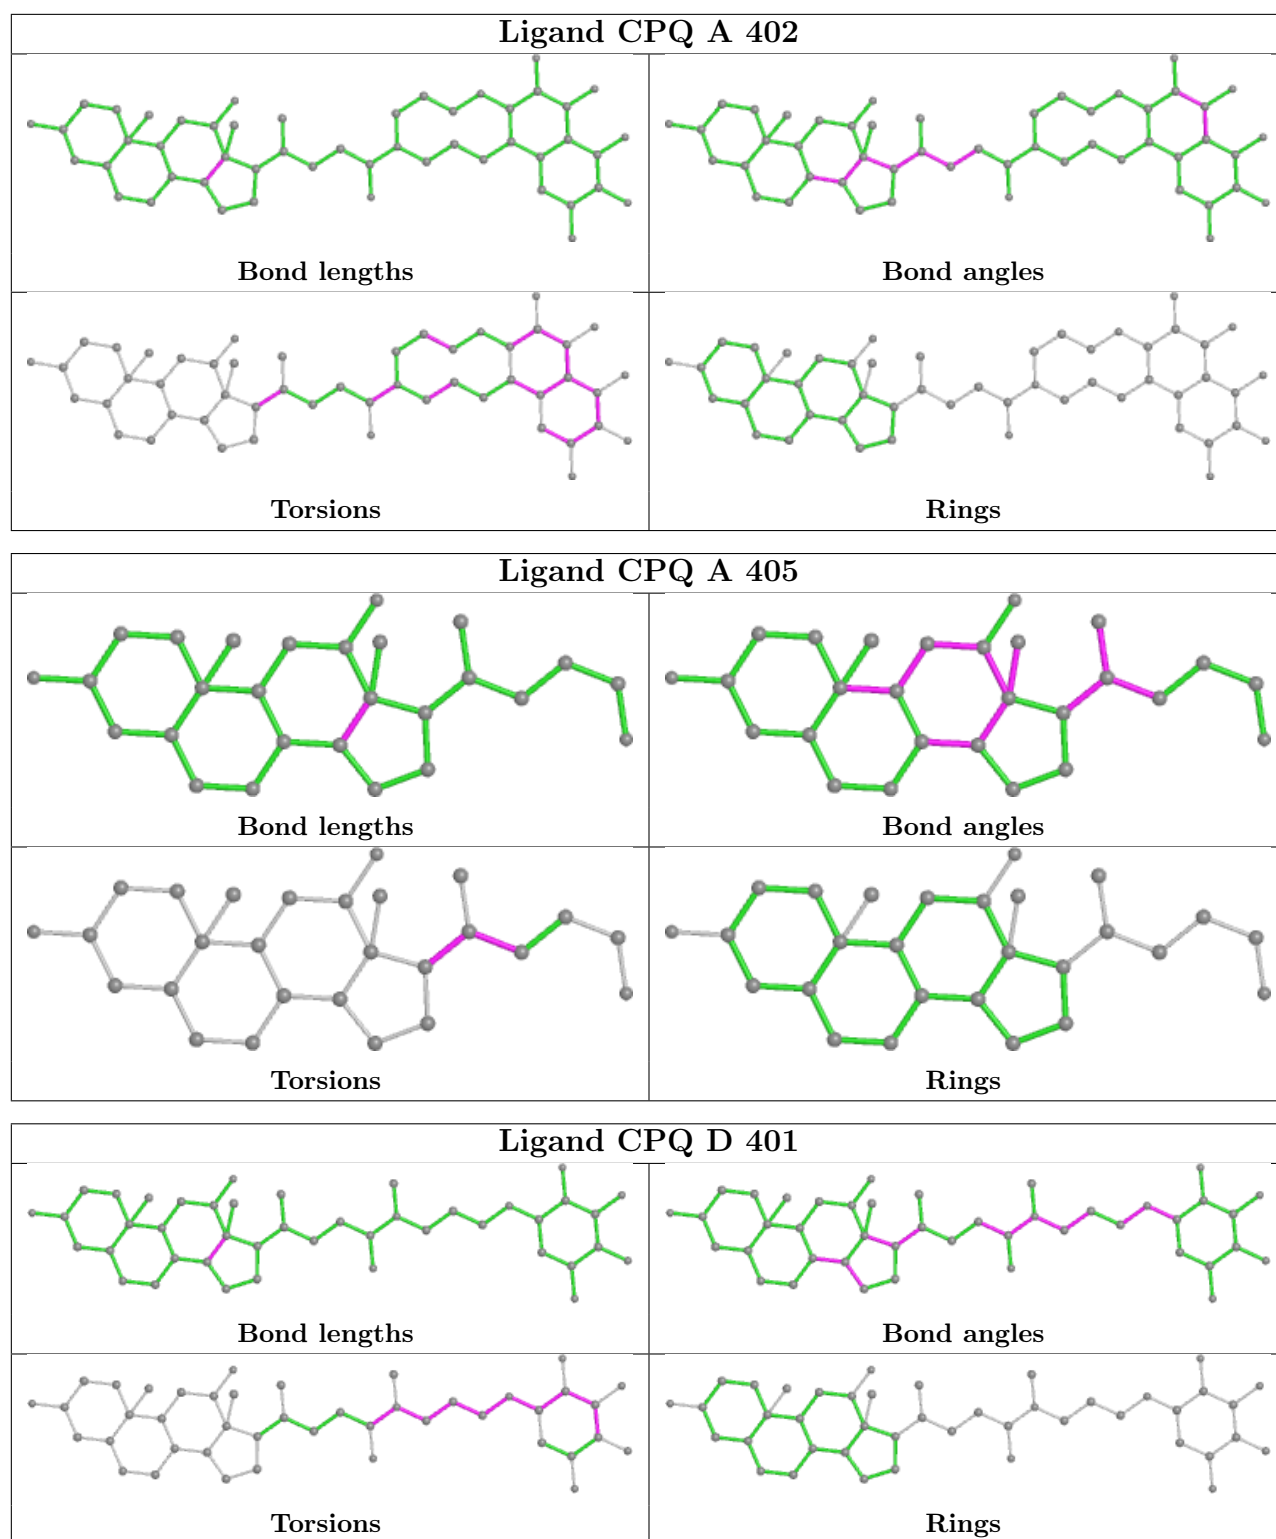 Ligand CPQ A 402
Bond lengths
Bond angles
Torsions
Rings
Ligand CPQ A 405
Bond lengths
Bond angles
Torsions
Rings
Ligand CPQ D 401
Bond lengths
Bond angles
Torsions
Rings